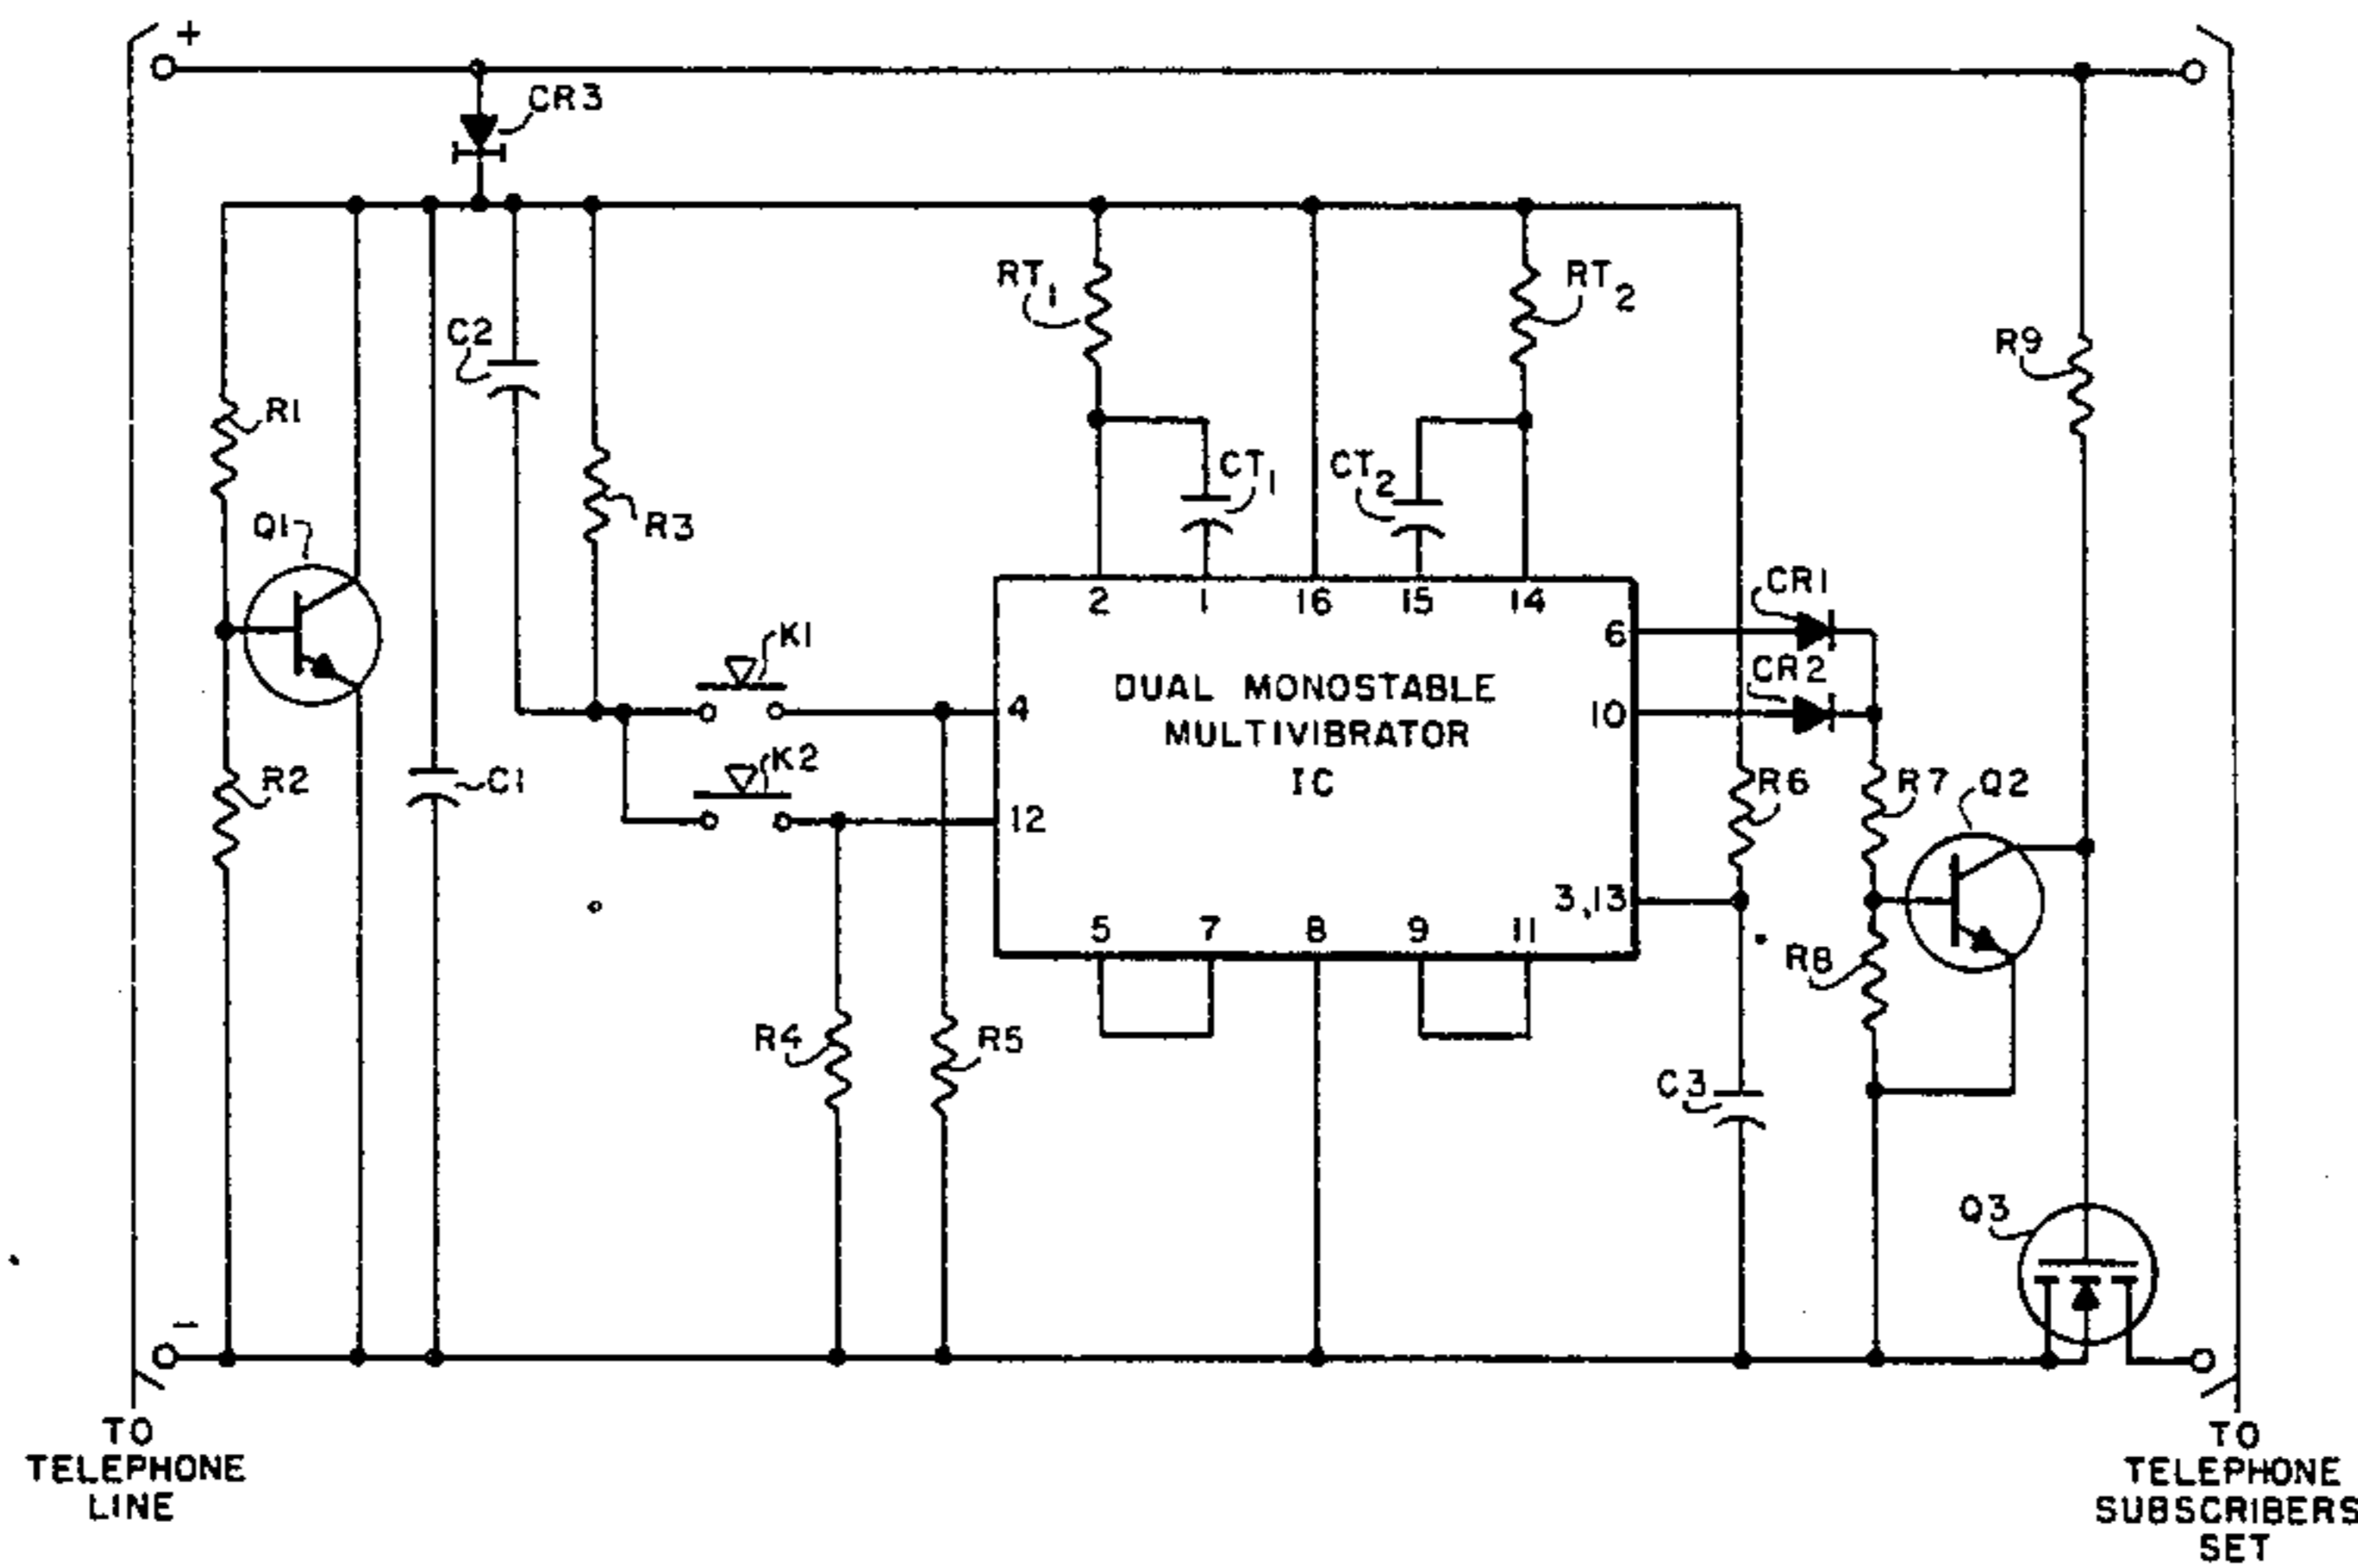 +
CR3
RT1
RT2
C2
R9
R1
CT1
CT2
Q1
R3
2 1 16 15 14
CR1
K1
6
CR2
4
DUAL MONOSTABLE
MULTIVIBRATOR
IC
10
K2
R2
C1
R6
R7
Q2
12
3,13
5 7 8 9 11
R8
R4
R5
C3
Q3
−
TO
TELEPHONE
LINE
TO
TELEPHONE
SUBSCRIBERS
SET